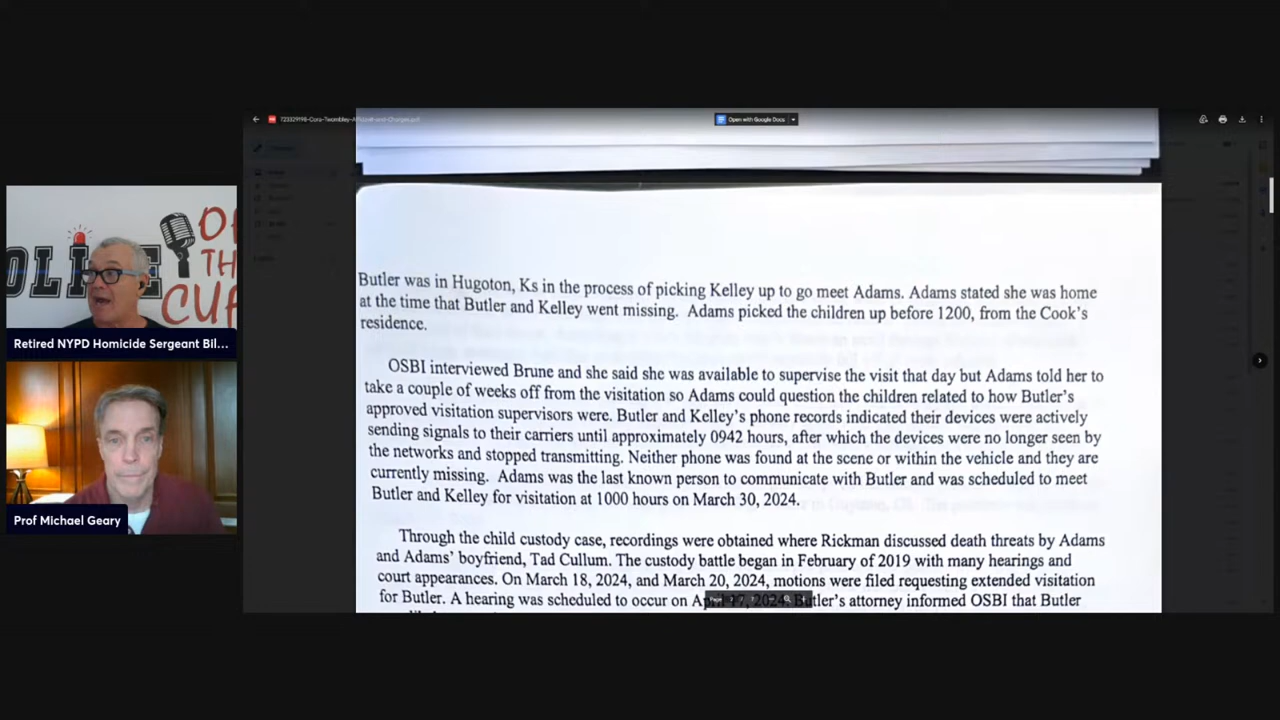 Open with Google Docs
Butler was in Hugoton, Ks in the process of picking Kelley up to go meet Adams. Adams stated she was home
at the time that Butler and Kelley went missing. Adams picked the children up before 1200, from the Cook's
residence.
OSBI interviewed Brune and she said she was available to supervise the visit that day but Adams told her to
take a couple of weeks off from the visitation so Adams could question the children related to how Butler's
approved visitation supervisors were. Butler and Kelley's phone records indicated their devices were actively
sending signals to their carriers until approximately 0942 hours, after which the devices were no longer seen by
the networks and stopped transmitting. Neither phone was found at the scene or within the vehicle and they are
currently missing. Adams was the last known person to communicate with Butler and was scheduled to meet
Butler and Kelley for visitation at 1000 hours on March 30, 2024.
Through the child custody case, recordings were obtained where Rickman discussed death threats by Adams
and Adams' boyfriend, Tad Cullum. The custody battle began in February of 2019 with many hearings and
court appearances. On March 18, 2024, and March 20, 2024, motions were filed requesting extended visitation
for Butler. A hearing was scheduled to occur on April 17, 2024. Butler's attorney informed OSBI that Butler
OLICE OF
TH
CUF
Retired NYPD Homicide Sergeant Bil...
Prof Michael Geary